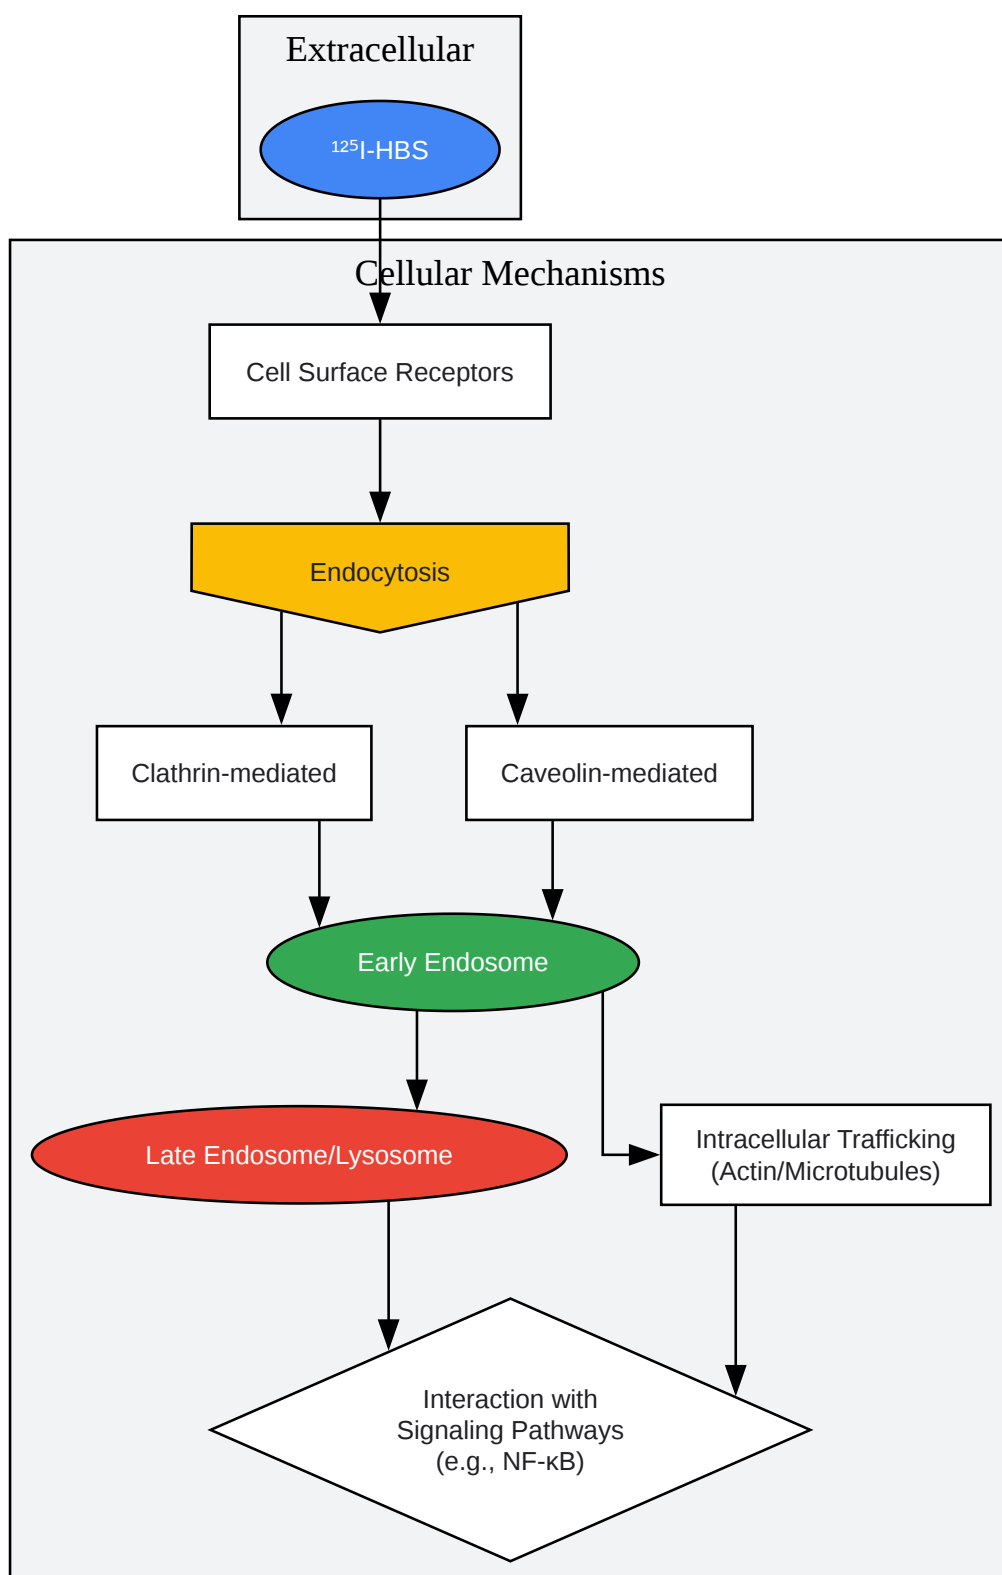 Extracellular
¹²⁵I-HBS
Cellular Mechanisms
Cell Surface Receptors
Endocytosis
Clathrin-mediated
Caveolin-mediated
Early Endosome
Late Endosome/Lysosome
Intracellular Trafficking
(Actin/Microtubules)
Interaction with
Signaling Pathways
(e.g., NF-κB)